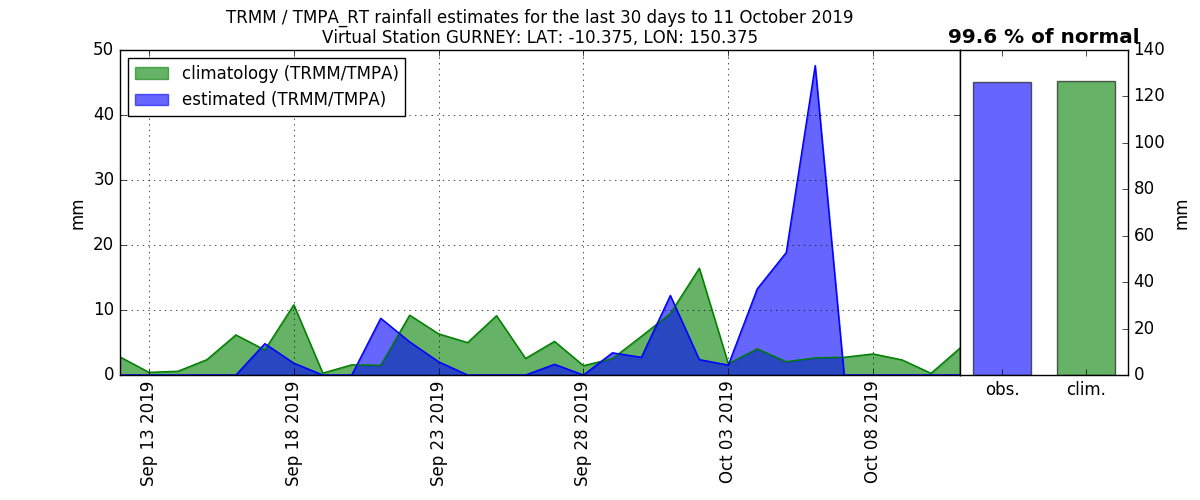 TRMM / TMPA_RT rainfall estimates for the last 30 days to 11 October 2019
Virtual Station GURNEY: LAT: -10.375, LON: 150.375
99.6 % of normal
climatology (TRMM/TMPA)
estimated (TRMM/TMPA)
50
40
30
20
10
0
mm
Sep 13 2019
Sep 18 2019
Sep 23 2019
Sep 28 2019
Oct 03 2019
Oct 08 2019
140
120
100
80
60
40
20
0
mm
obs.
clim.